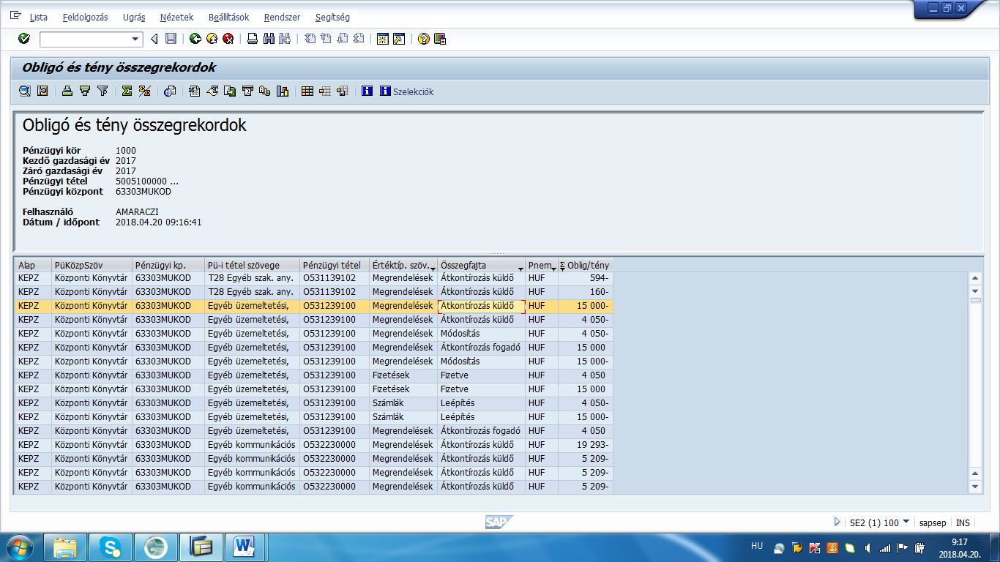 Lista Feldolgozás Ugrás Nézetek Beállítások Rendszer Segítség
Obligó és tény összegrekordok
Szelekciók
Obligó és tény összegrekordok
Pénzügyi kör 1000
Kezdő gazdasági év 2017
Záró gazdasági év 2017
Pénzügyi tétel 5005100000 ...
Pénzügyi központ 63303MUKOD
Felhasználó AMARACZI
Dátum / időpont 2018.04.20 09:16:41
Alap PüKözpSzöv Pénzügyi kp. Pü-i tétel szövege Pénzügyi tétel Értéktíp. szöv. Összegfajta Pnem Σ Oblig/tény
KEPZ Központi Könyvtár 63303MUKOD T28 Egyéb szak. any. O531139102 Megrendelések Átkontírozás küldő HUF 594-
KEPZ Központi Könyvtár 63303MUKOD T28 Egyéb szak. any. O531139102 Megrendelések Átkontírozás küldő HUF 160-
KEPZ Központi Könyvtár 63303MUKOD Egyéb üzemeltetési, O531239100 Megrendelések Átkontírozás küldő HUF 15 000-
KEPZ Központi Könyvtár 63303MUKOD Egyéb üzemeltetési, O531239100 Megrendelések Átkontírozás küldő HUF 4 050-
KEPZ Központi Könyvtár 63303MUKOD Egyéb üzemeltetési, O531239100 Megrendelések Módosítás HUF 4 050-
KEPZ Központi Könyvtár 63303MUKOD Egyéb üzemeltetési, O531239100 Megrendelések Átkontírozás fogadó HUF 15 000
KEPZ Központi Könyvtár 63303MUKOD Egyéb üzemeltetési, O531239100 Megrendelések Módosítás HUF 15 000-
KEPZ Központi Könyvtár 63303MUKOD Egyéb üzemeltetési, O531239100 Fizetések Fizetve HUF 4 050
KEPZ Központi Könyvtár 63303MUKOD Egyéb üzemeltetési, O531239100 Fizetések Fizetve HUF 15 000
KEPZ Központi Könyvtár 63303MUKOD Egyéb üzemeltetési, O531239100 Számlák Leépítés HUF 4 050-
KEPZ Központi Könyvtár 63303MUKOD Egyéb üzemeltetési, O531239100 Számlák Leépítés HUF 15 000-
KEPZ Központi Könyvtár 63303MUKOD Egyéb üzemeltetési, O531239100 Megrendelések Átkontírozás fogadó HUF 4 050
KEPZ Központi Könyvtár 63303MUKOD Egyéb kommunikációs O532230000 Megrendelések Átkontírozás küldő HUF 19 293-
KEPZ Központi Könyvtár 63303MUKOD Egyéb kommunikációs O532230000 Megrendelések Átkontírozás küldő HUF 5 209-
KEPZ Központi Könyvtár 63303MUKOD Egyéb kommunikációs O532230000 Megrendelések Átkontírozás küldő HUF 5 209-
KEPZ Központi Könyvtár 63303MUKOD Egyéb kommunikációs O532230000 Megrendelések Átkontírozás küldő HUF 5 209-
SAP SE2 (1) 100 sapsep INS
HU 9:17
2018.04.20.